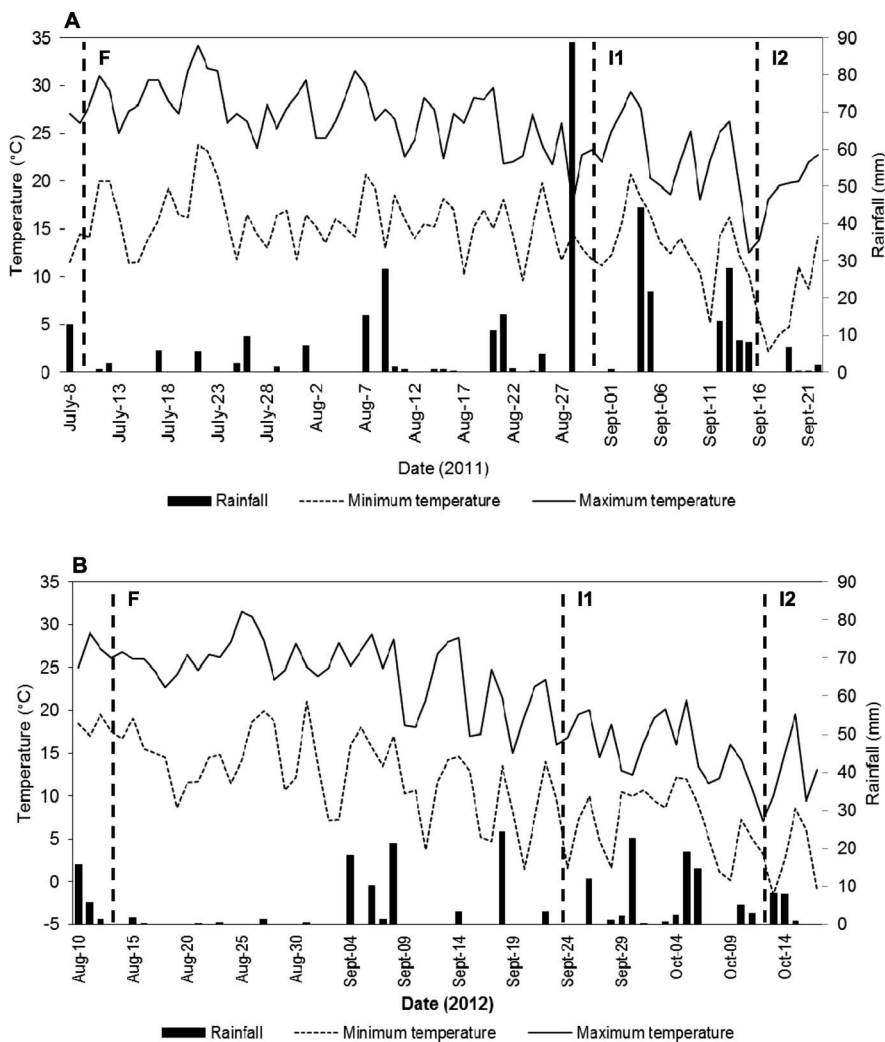 A
F I1 I2
35 30 25 20 15 10 5 0
Temperature (°C)
90 80 70 60 50 40 30 20 10 0
Rainfall (mm)
July-8 July-13 July-18 July-23 July-28 Aug-2 Aug-7 Aug-12 Aug-17 Aug-22 Aug-27 Sept-01 Sept-06 Sept-11 Sept-16 Sept-21
Date (2011)
Rainfall Minimum temperature Maximum temperature
B
F I1 I2
35 30 25 20 15 10 5 0 -5
Temperature (°C)
90 80 70 60 50 40 30 20 10 0
Rainfall (mm)
Aug-10 Aug-15 Aug-20 Aug-25 Aug-30 Sept-04 Sept-09 Sept-14 Sept-19 Sept-24 Sept-29 Oct-04 Oct-09 Oct-14
Date (2012)
Rainfall Minimum temperature Maximum temperature